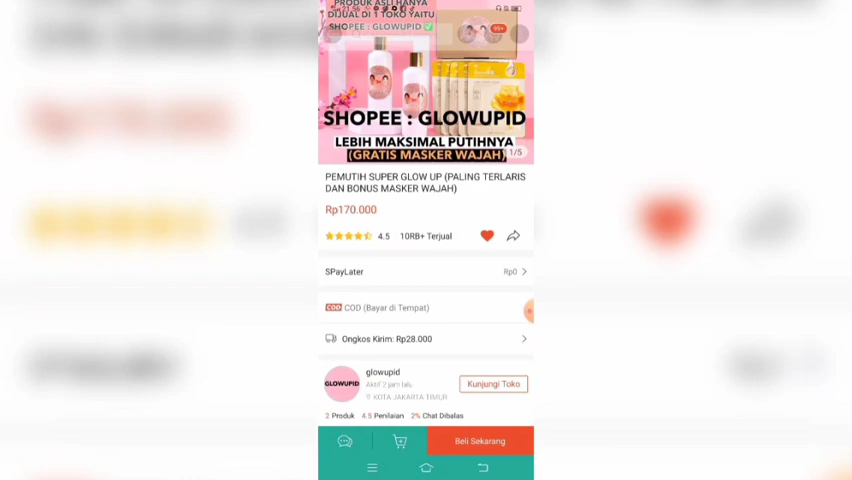 PRODUK ASLI HANYA
DIJUAL DI 1 TOKO YAITU
SHOPEE : GLOWUPID✅
99+
SHOPEE : GLOWUPID
LEBIH MAKSIMAL PUTIHNYA
(GRATIS MASKER WAJAH)
1/5
PEMUTIH SUPER GLOW UP (PALING TERLARIS
DAN BONUS MASKER WAJAH)
Rp170.000
4.5 10RB+ Terjual
SPayLater Rp0
COD COD (Bayar di Tempat)
Ongkos Kirim: Rp28.000
GLOWUPID
glowupid
Aktif 2 jam lalu
KOTA JAKARTA TIMUR
Kunjungi Toko
2 Produk 4.5 Penilaian 2% Chat Dibalas
Beli Sekarang